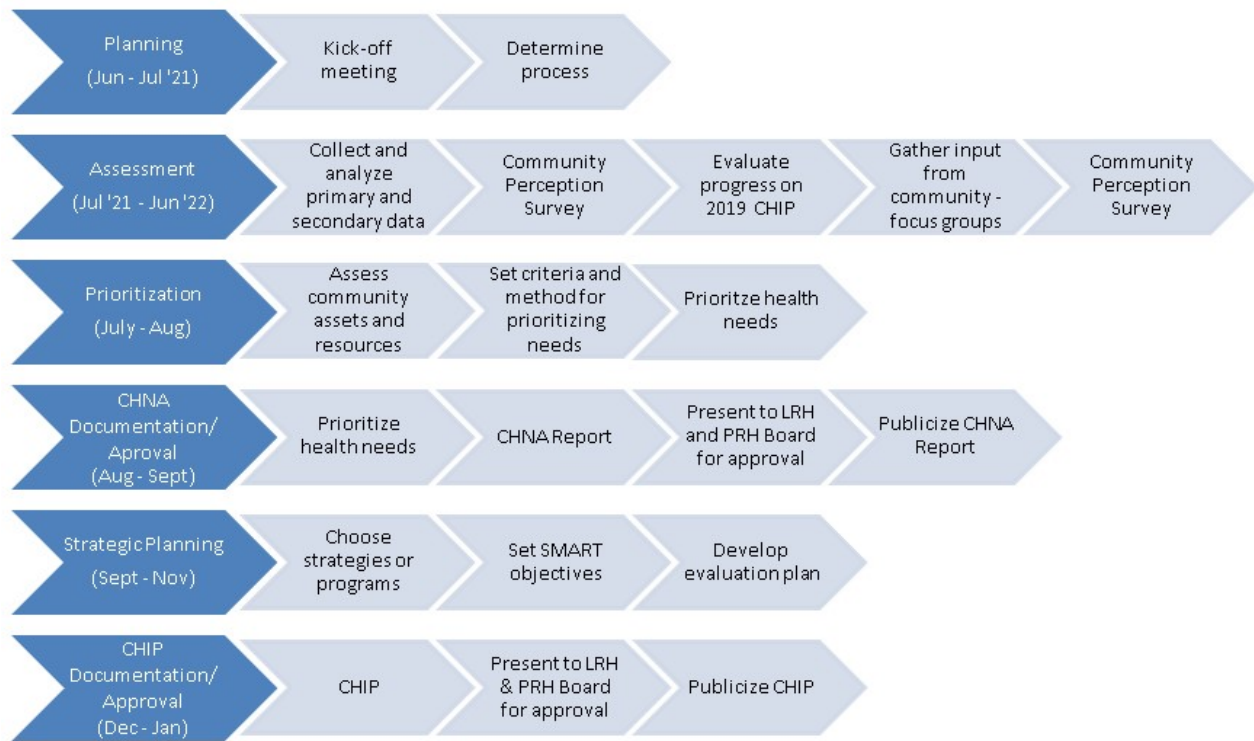 Planning
(Jun - Jul '21)
Kick-off
meeting
Determine
process
Assessment
(Jul '21 - Jun '22)
Collect and
analyze
primary and
secondary data
Community
Perception
Survey
Evaluate
progress on
2019 CHIP
Gather input
from
community -
focus groups
Community
Perception
Survey
Prioritization
(July - Aug)
Assess
community
assets and
resources
Set criteria and
method for
prioritizing
needs
Prioritze health
needs
CHNA
Documentation/
Aproval
(Aug - Sept)
Prioritize
health needs
CHNA Report
Present to LRH
and PRH Board
for approval
Publicize CHNA
Report
Strategic Planning
(Sept - Nov)
Choose
strategies or
programs
Set SMART
objectives
Develop
evaluation plan
CHIP
Documentation/
Approval
(Dec - Jan)
CHIP
Present to LRH
& PRH Board
for approval
Publicize CHIP